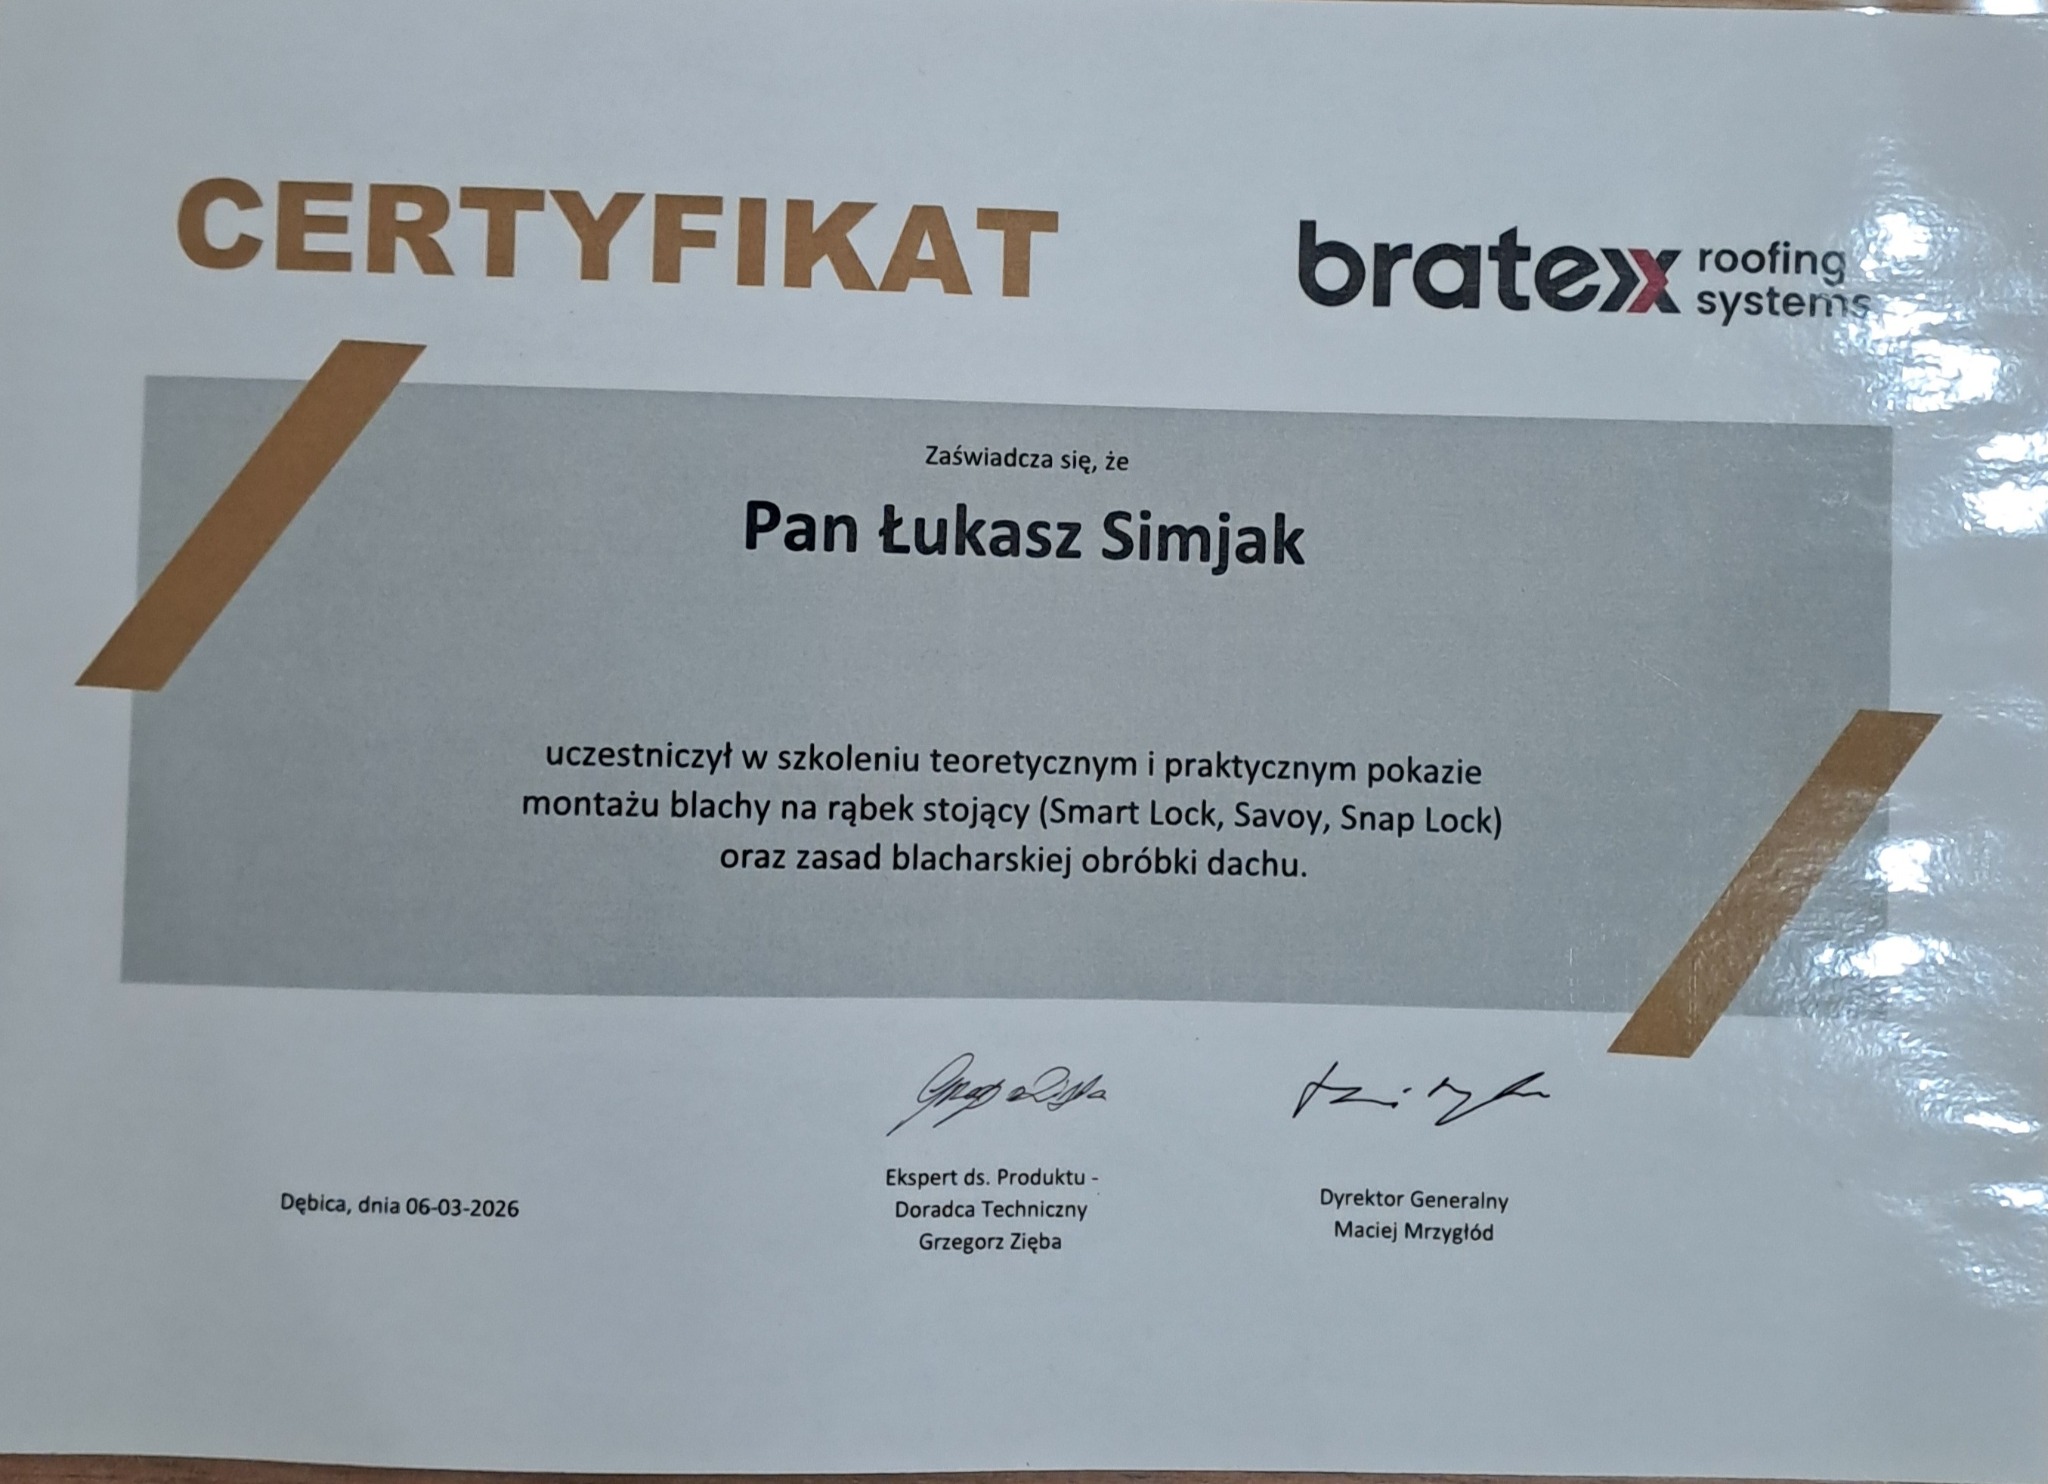 CERTYFIKAT
bratex roofing
systems
Zaświadcza się, że
Pan Łukasz Simjak
uczestniczył w szkoleniu teoretycznym i praktycznym pokazie
montażu blachy na rąbek stojący (Smart Lock, Savoy, Snap Lock)
oraz zasad blacharskiej obróbki dachu.
Dębica, dnia 06-03-2026
Ekspert ds. Produktu -
Doradca Techniczny
Grzegorz Zięba
Dyrektor Generalny
Maciej Mrzygłód